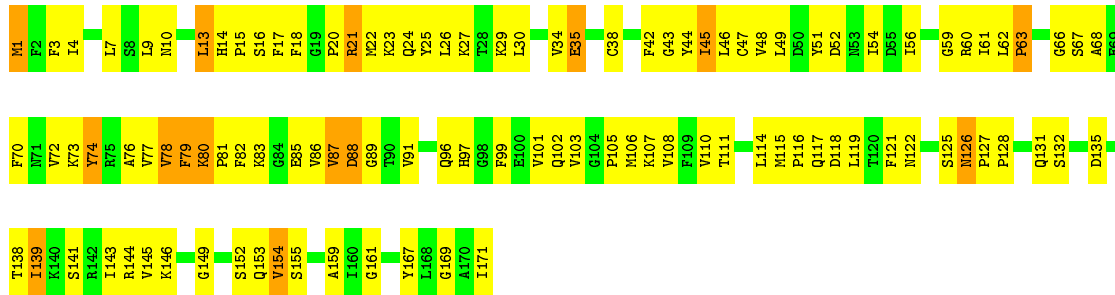 M1 F2 F3 I4 L7 S8 L9 N10 L13 H14 P15 S16 F17 F18 G19 P20 R21 M22 K23 Q24 Y25 L26 K27 T28 K29 L30 V34 E35 C38 F42 G43 Y44 I45 L46 C47 V48 L49 D50 Y51 D52 N53 I54 D55 I56 G59 R60 I61 L62 P63 G66 S67 A68
F70 N71 V72 K73 Y74 R75 A76 V77 V78 F79 K80 P81 F82 K83 G84 E85 V86 V87 D88 G89 T90 V91 Q96 H97 G98 F99 E100 V101 Q102 V103 G104 P105 M106 K107 V108 F109 V110 T111 L114 M115 P116 Q117 D118 L119 T120 F121 N122 S125 N126 P127 P128 Q131 S132 D135
T138 I139 K140 S141 R142 I143 R144 V145 K146 G149 S152 Q153 V154 S155 A159 I160 G161 Y167 L168 G169 A170 I171